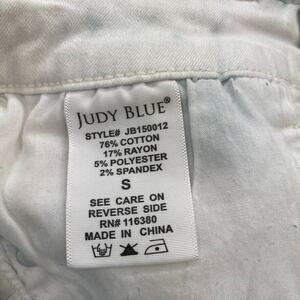 JUDY BLUE®
STYLE# JB150012
76% COTTON
17% RAYON
5% POLYESTER
2% SPANDEX
S
SEE CARE ON
REVERSE SIDE
RN# 116380
MADE IN CHINA